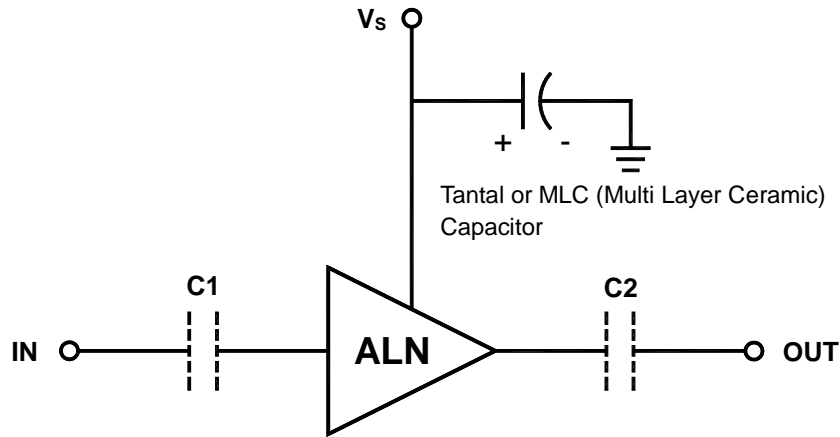 VS
+ -
Tantal or MLC (Multi Layer Ceramic)
Capacitor
C1
C2
IN
ALN
OUT